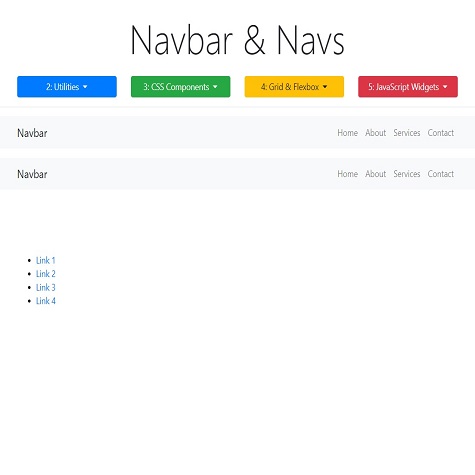 Navbar & Navs
2: Utilities 3: CSS Components 4: Grid & Flexbox 5: JavaScript Widgets
Navbar Home About Services Contact
Navbar Home About Services Contact
Link 1
Link 2
Link 3
Link 4